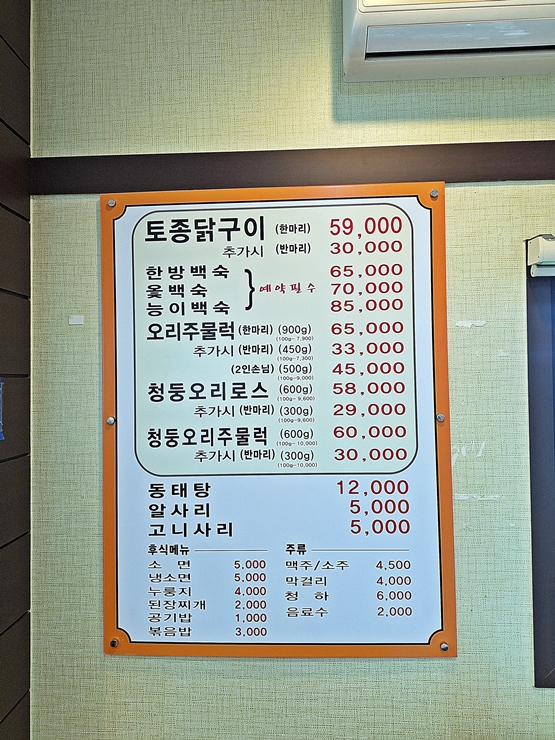 토종닭구이 (한마리) 59,000
추가시 (반마리) 30,000
한방백숙 65,000
옻백숙 } 예약필수 70,000
능이백숙 85,000
오리주물럭 (한마리) (900g) 65,000
(100g- 7,900)
추가시 (반마리) (450g) 33,000
(100g- 7,300)
(2인손님) (500g) 45,000
(100g-9,000)
청둥오리로스 (600g) 58,000
(100g- 9,600)
추가시 (반마리) (300g) 29,000
(100g-9,600)
청둥오리주물럭 (600g) 60,000
(100g- 10,000)
추가시 (반마리) (300g) 30,000
(100g-10,000)
동태탕 12,000
알사리 5,000
고니사리 5,000
후식메뉴 주류
소 면 5,000 맥주/소주 4,500
냉소면 5,000 막걸리 4,000
누룽지 4,000 청 하 6,000
된장찌개 2,000 음료수 2,000
공기밥 1,000
볶음밥 3,000